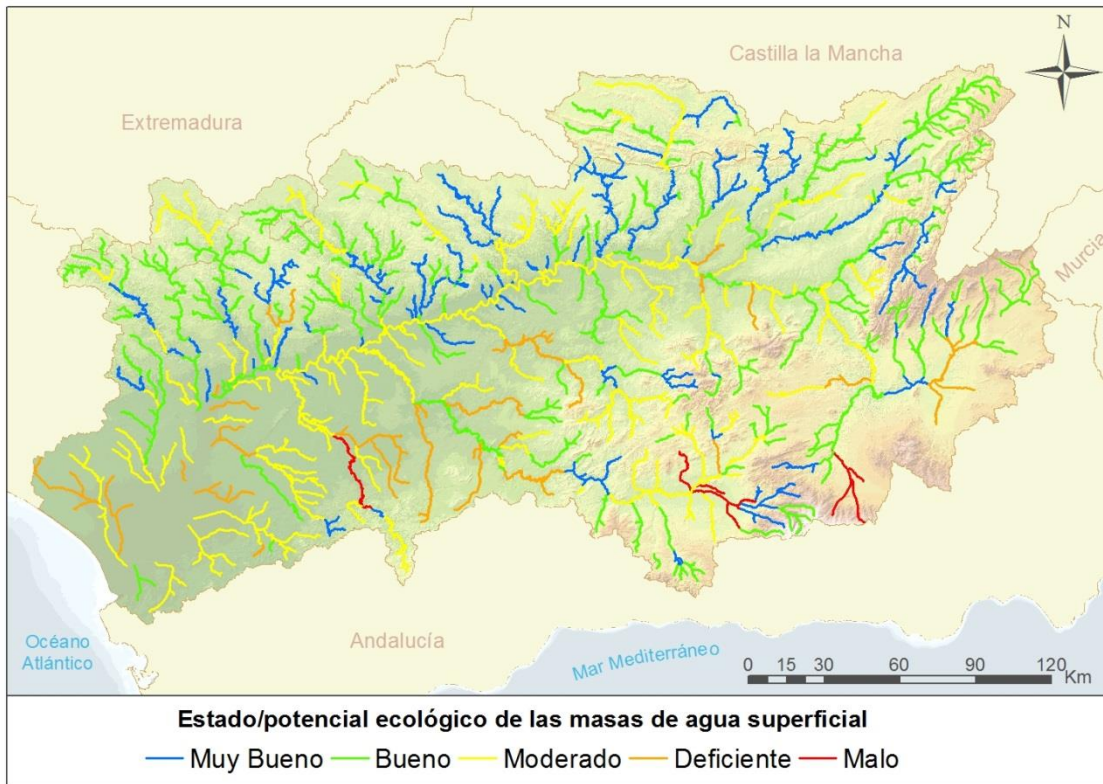 Castilla la Mancha
N
Extremadura
Murcia
Andalucía
Océano
Atlántico
Mar Mediterráneo
0 15 30 60 90 120
Km
Estado/potencial ecológico de las masas de agua superficial
Muy Bueno Bueno Moderado Deficiente Malo